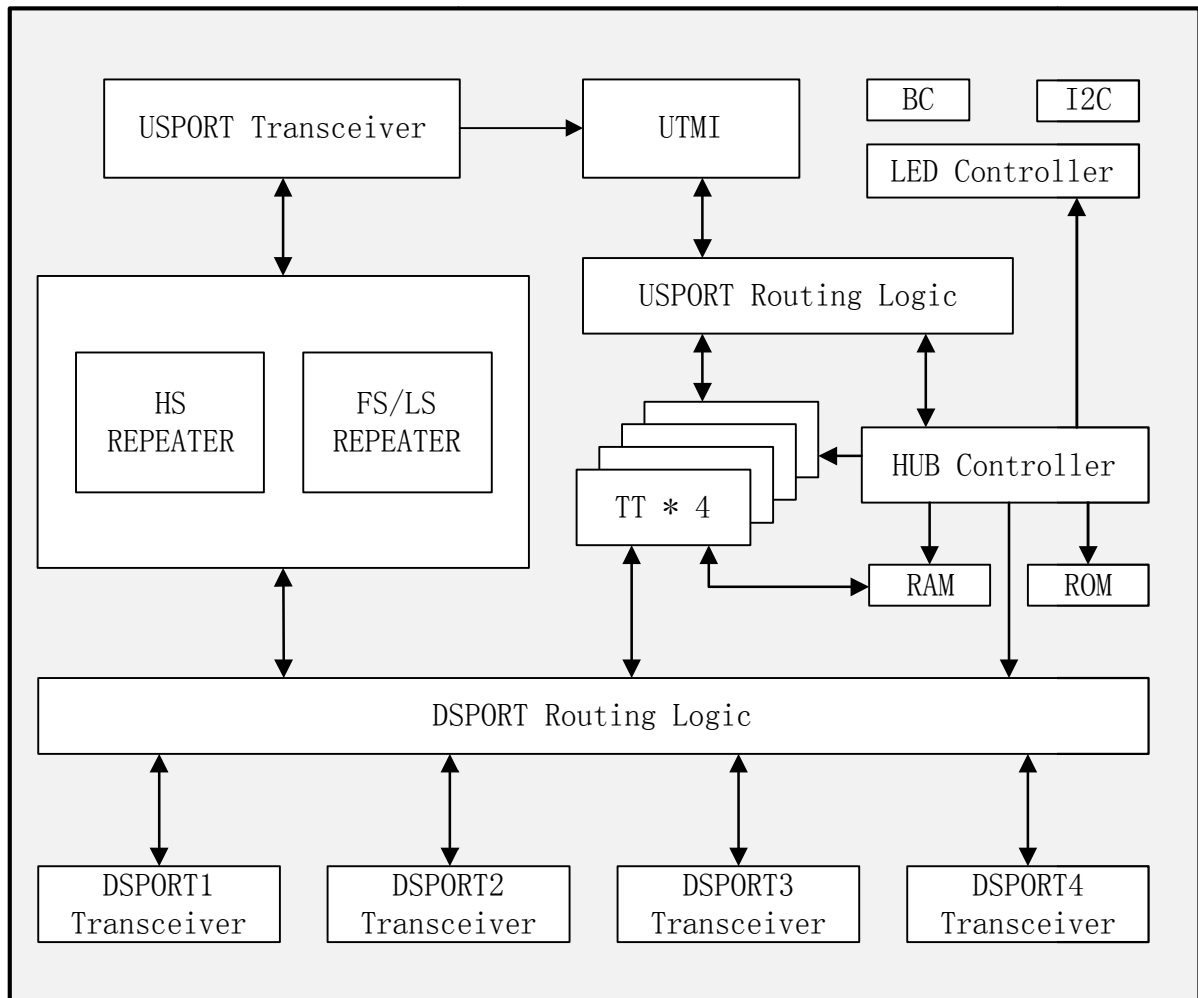 USPORT Transceiver
UTMI
BC
I2C
LED Controller
USPORT Routing Logic
HS
REPEATER
FS/LS
REPEATER
HUB Controller
TT * 4
RAM
ROM
DSPORT Routing Logic
DSPORT1
Transceiver
DSPORT2
Transceiver
DSPORT3
Transceiver
DSPORT4
Transceiver